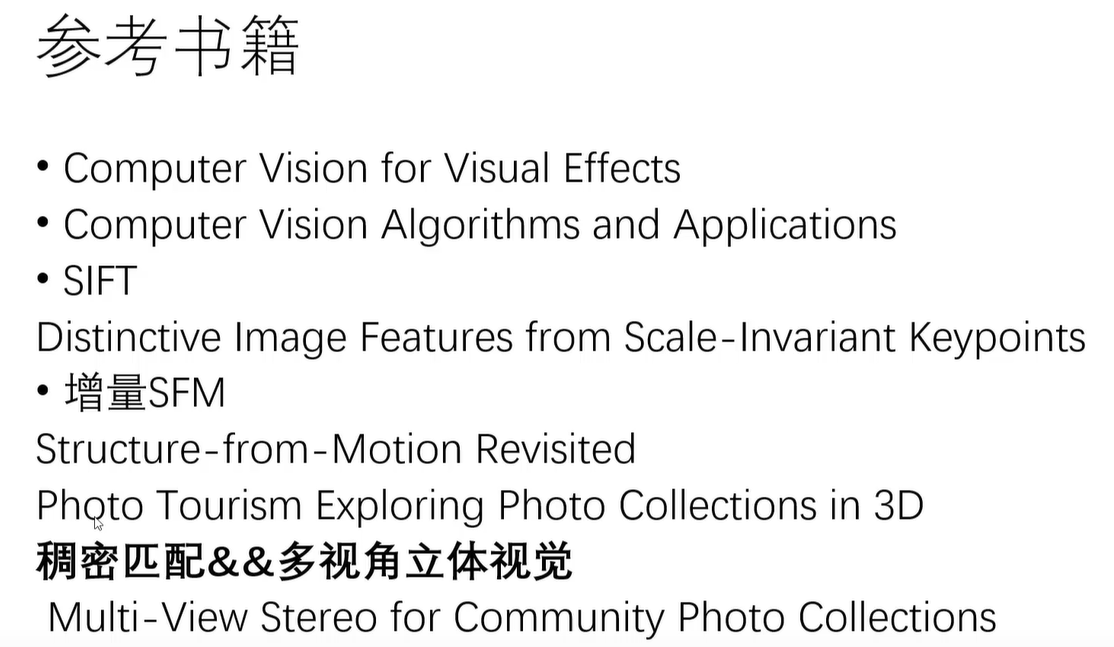 参考书籍
• Computer Vision for Visual Effects
• Computer Vision Algorithms and Applications
• SIFT
Distinctive Image Features from Scale-Invariant Keypoints
• 增量SFM
Structure-from-Motion Revisited
Photo Tourism Exploring Photo Collections in 3D
稠密匹配&&多视角立体视觉
Multi-View Stereo for Community Photo Collections